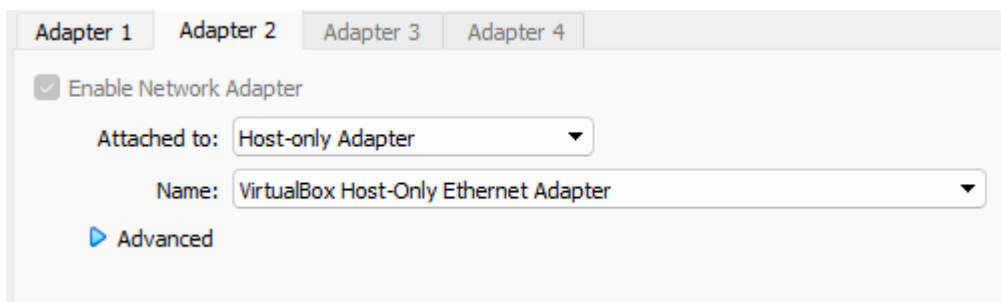 Adapter 1 Adapter 2 Adapter 3 Adapter 4
Enable Network Adapter
Attached to: Host-only Adapter
Name: VirtualBox Host-Only Ethernet Adapter
Advanced